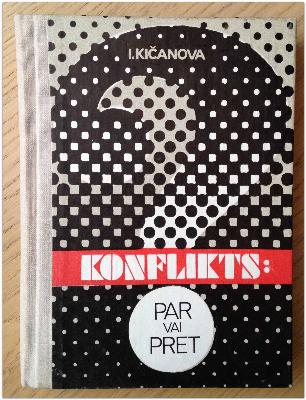 I.KIČANOVA
KONFLIKTS:
PAR
VAI
PRET